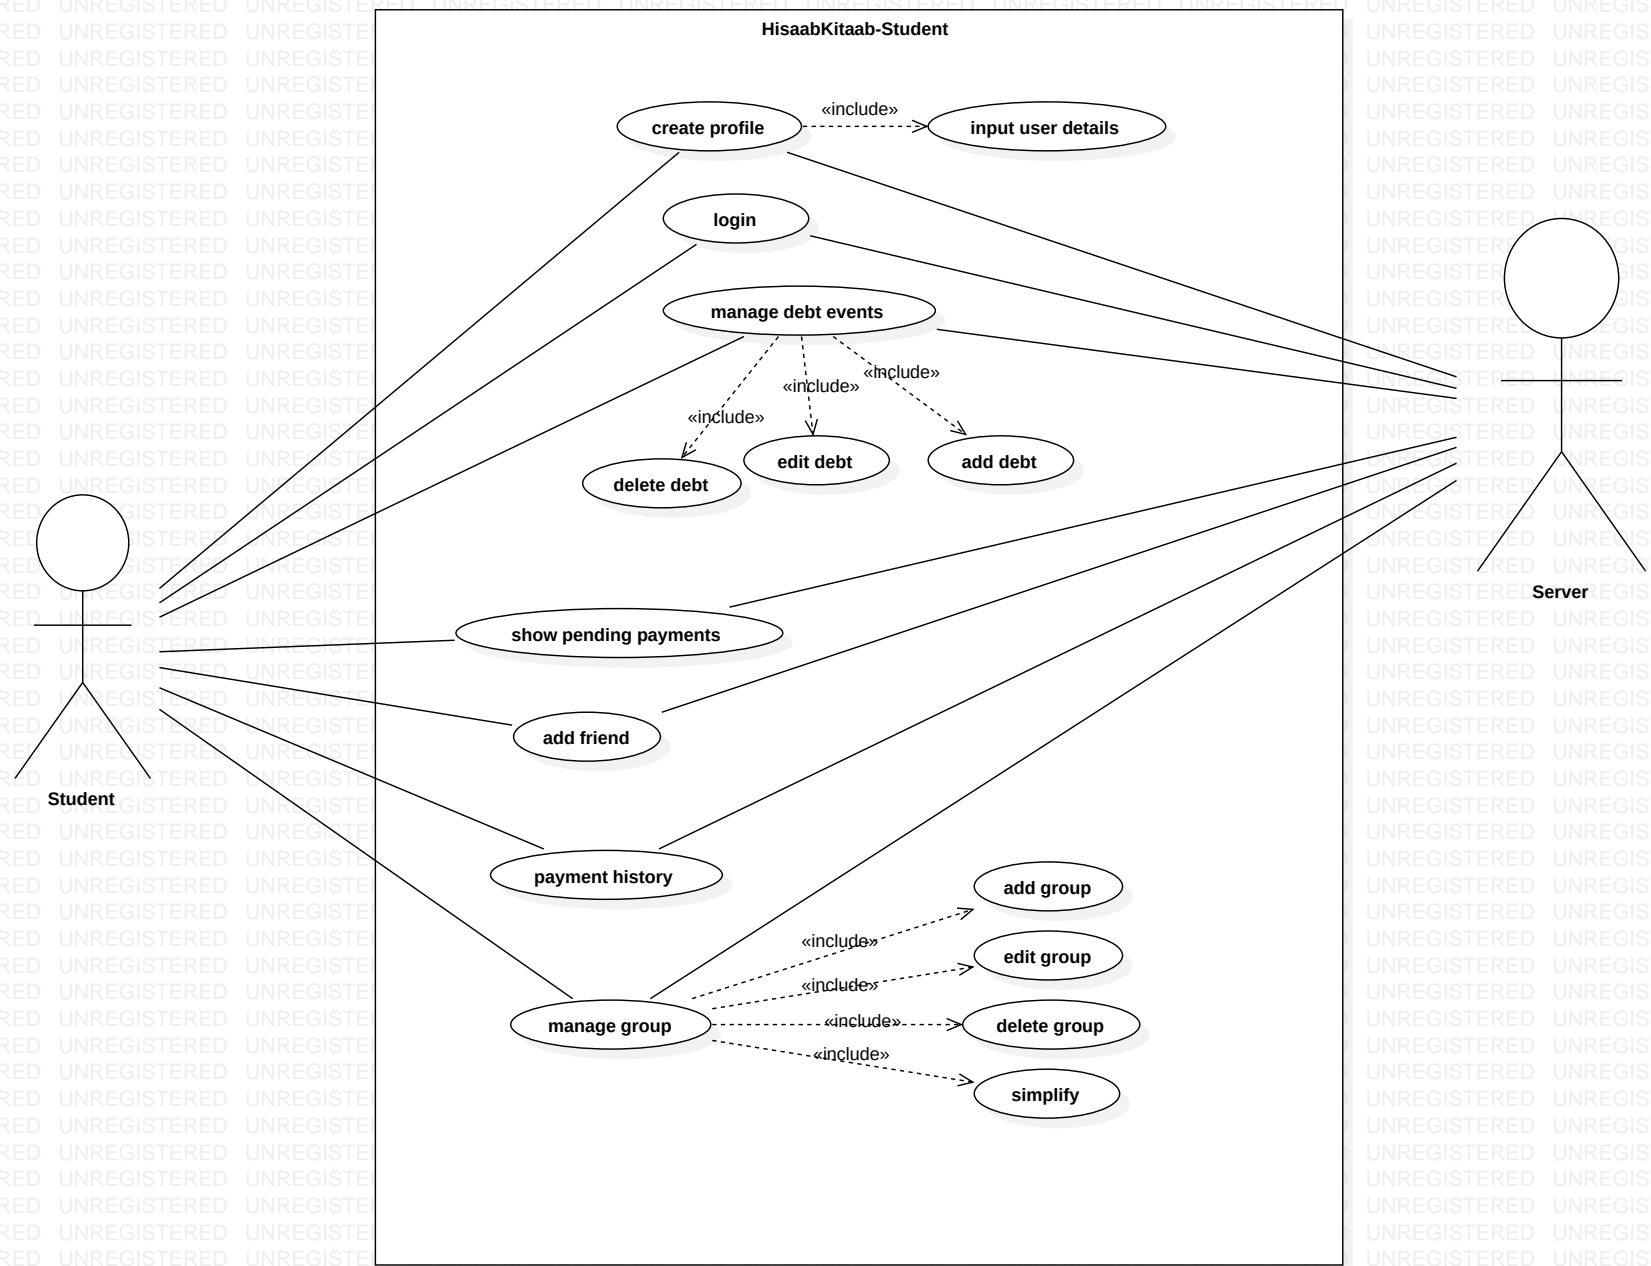 HisaabKitaab-Student
«include»
create profile
input user details
login
manage debt events
«include»
«include»
«include»
edit debt
add debt
delete debt
Server
show pending payments
add friend
Student
payment history
add group
«include»
edit group
«include»
«include»
manage group
delete group
«include»
simplify
UNREGISTERED